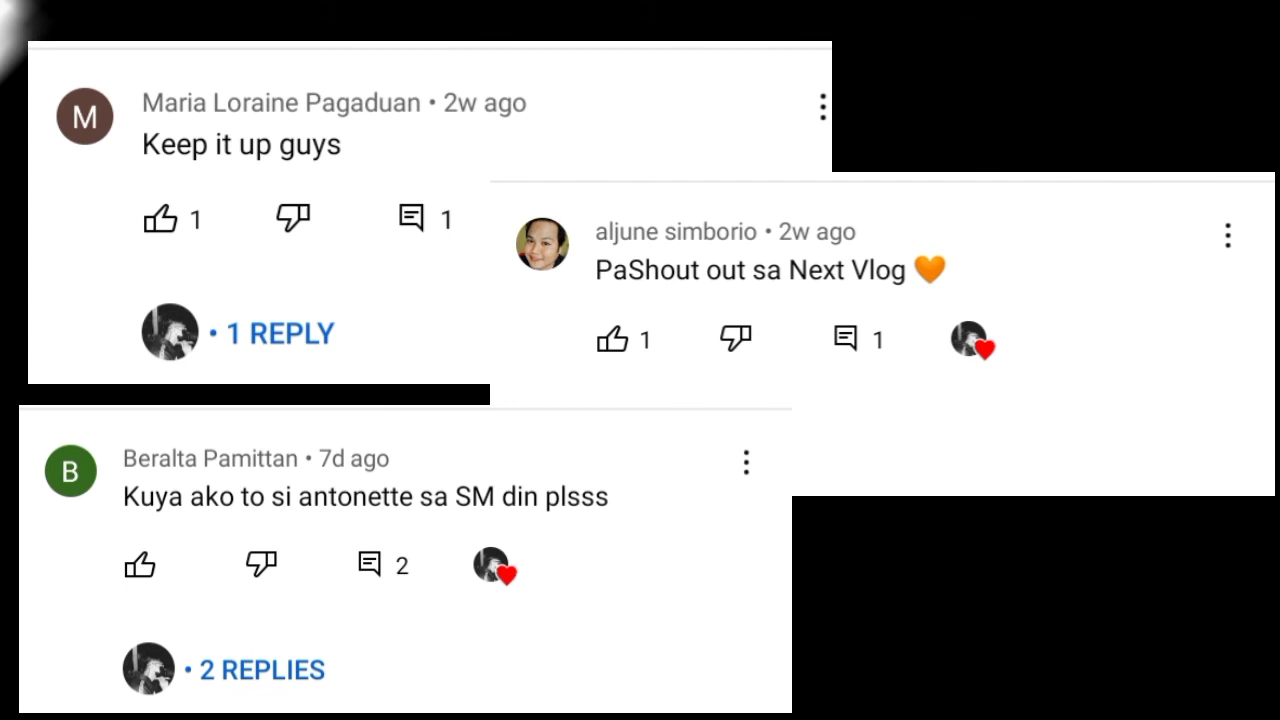 M
Maria Loraine Pagaduan • 2w ago
Keep it up guys
1 1
• 1 REPLY
aljune simborio • 2w ago
PaShout out sa Next Vlog 🧡
1 1
B
Beralta Pamittan • 7d ago
Kuya ako to si antonette sa SM din plsss
2
• 2 REPLIES